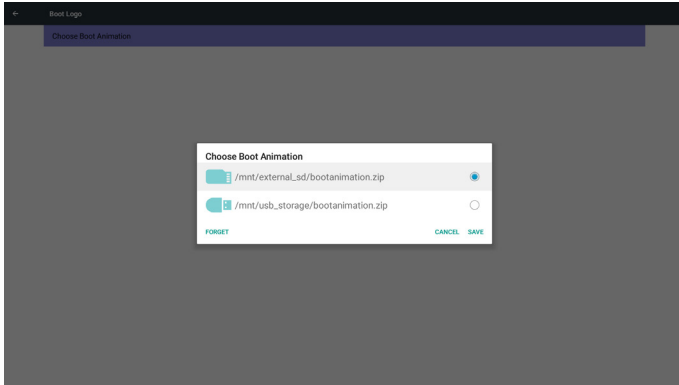 Boot Logo
Choose Boot Animation
Choose Boot Animation
/mnt/external_sd/bootanimation.zip
/mnt/usb_storage/bootanimation.zip
FORGET CANCEL SAVE